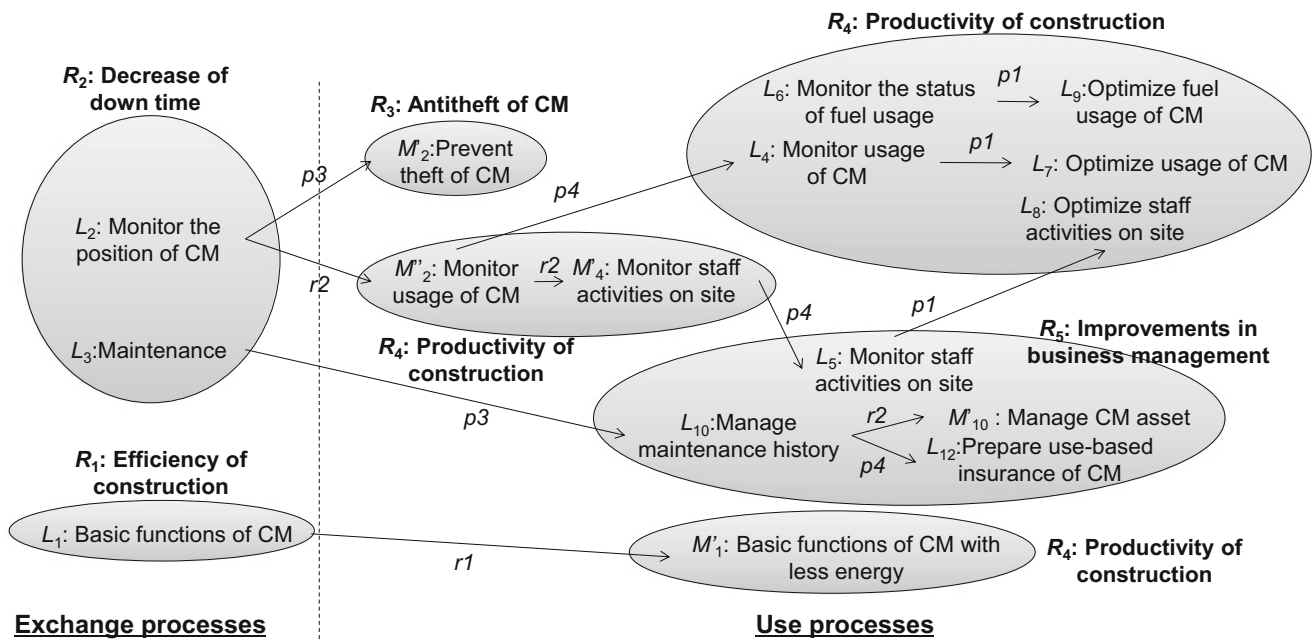 R₄: Productivity of construction
R₂: Decrease of
down time
R₃: Antitheft of CM
L₆: Monitor the status
of fuel usage
p1
L₉:Optimize fuel
usage of CM
M'₂:Prevent
theft of CM
L₄: Monitor usage
of CM
p1
L₇: Optimize usage of CM
p3
p4
L₈: Optimize staff
activities on site
L₂: Monitor the
position of CM
r2
M''₂: Monitor
usage of CM
r2
M'₄: Monitor staff
activities on site
p4
p1
R₄: Productivity of
construction
R₅: Improvements in
business management
L₃:Maintenance
L₅: Monitor staff
activities on site
p3
L₁₀:Manage
maintenance history
r2
M'₁₀ : Manage CM asset
p4
L₁₂:Prepare use-based
insurance of CM
R₁: Efficiency of
construction
L₁: Basic functions of CM
r1
M'₁: Basic functions of CM with
less energy
R₄: Productivity of
construction
Exchange processes
Use processes